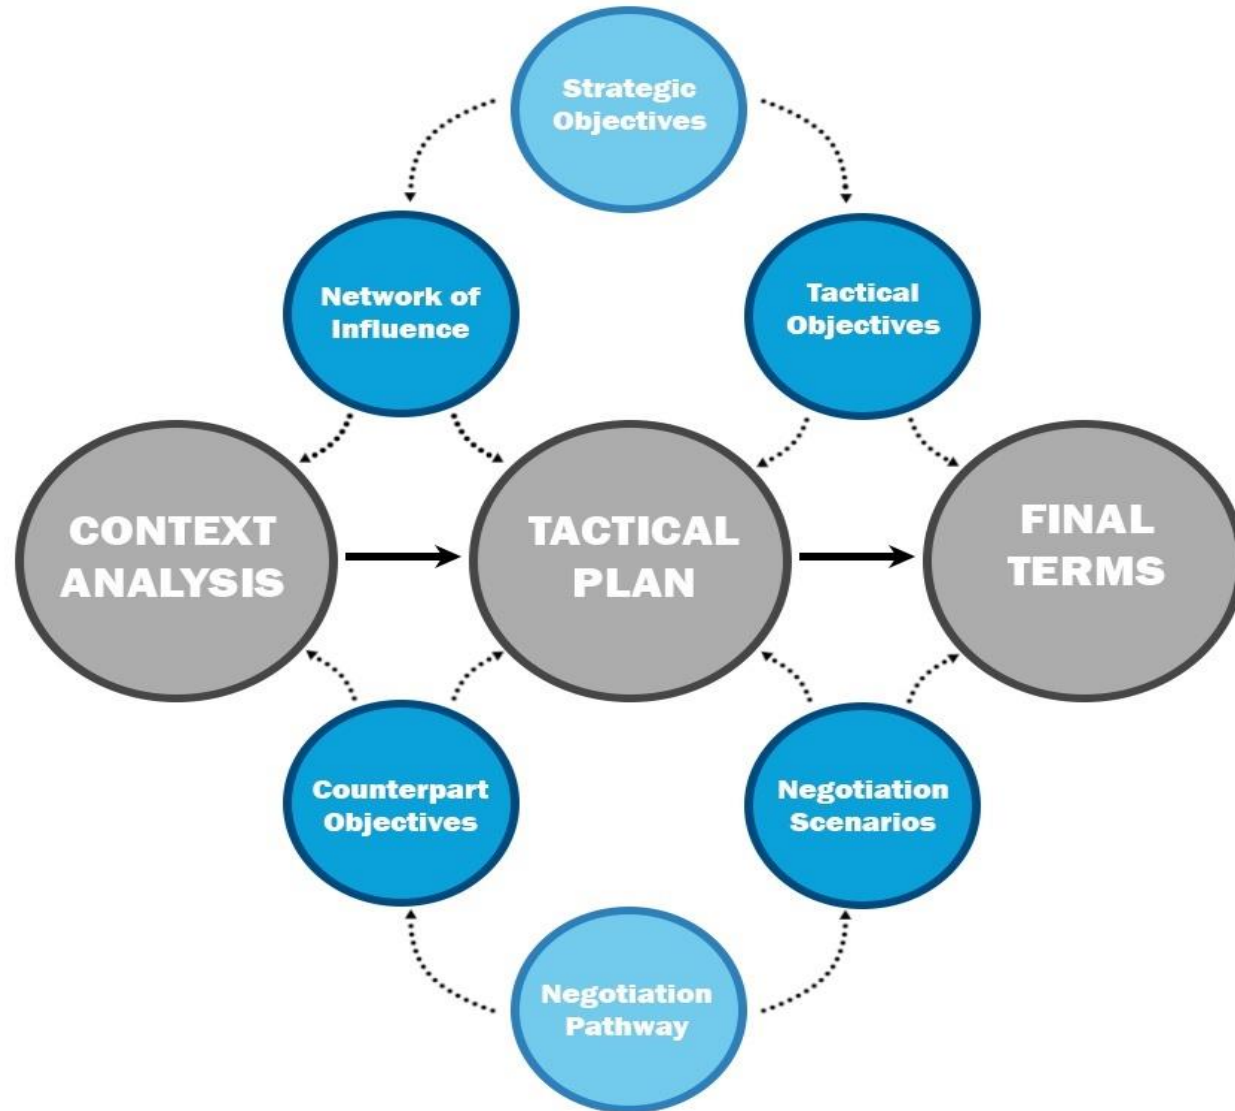 Strategic
Objectives
Network of
Influence
Tactical
Objectives
CONTEXT
ANALYSIS
TACTICAL
PLAN
FINAL
TERMS
Counterpart
Objectives
Negotiation
Scenarios
Negotiation
Pathway